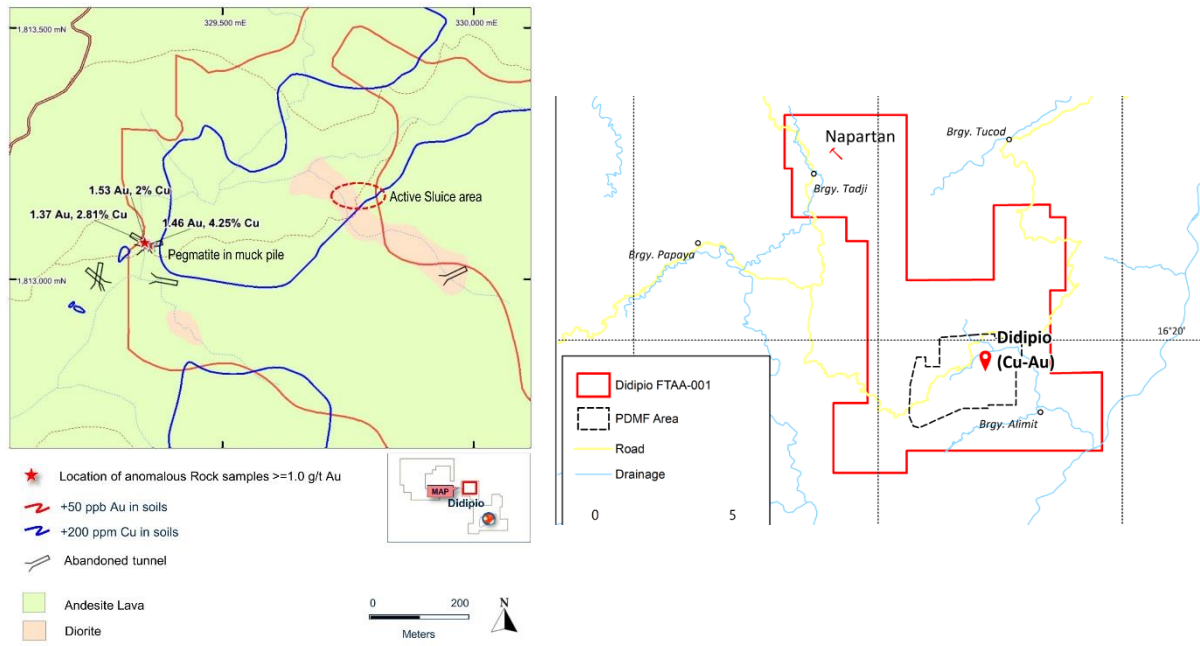 329,500 mE
330,000 mE
1,813,500 mN
1.53 Au, 2% Cu
1.37 Au, 2.81% Cu
1.46 Au, 4.25% Cu
Active Sluice area
Pegmatite in muck pile
1,813,000 mN
Location of anomalous Rock samples >=1.0 g/t Au
+50 ppb Au in soils
+200 ppm Cu in soils
Abandoned tunnel
Andesite Lava
Diorite
MAP
Didipio
0 200
Meters
N
Napartan
Brgy. Tucod
Brgy. Tadji
Brgy. Papaya
16°20'
Didipio
(Cu-Au)
Brgy. Alimit
Didipio FTAA-001
PDMF Area
Road
Drainage
0 5